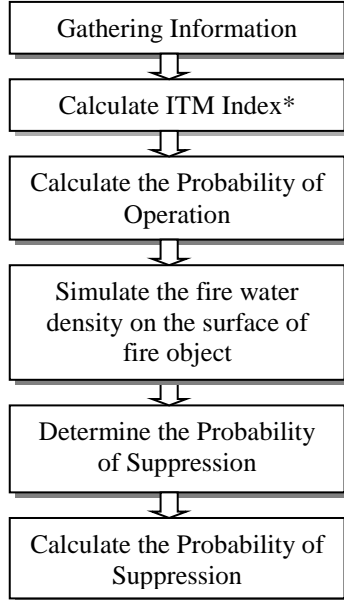 Gathering Information
Calculate ITM Index*
Calculate the Probability of
Operation
Simulate the fire water
density on the surface of
fire object
Determine the Probability
of Suppression
Calculate the Probability of
Suppression